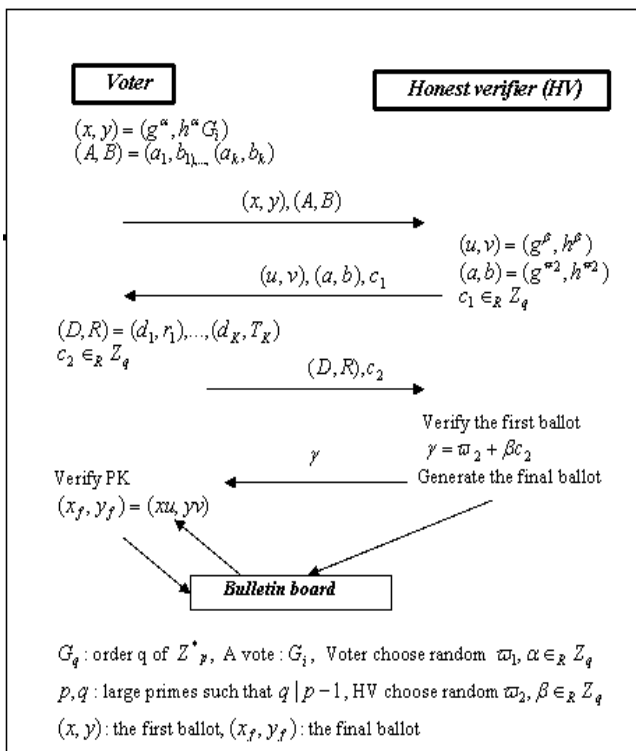 Voter
Honest verifier (HV)
(x, y) = (g^α, h^α G_i)
(A, B) = (a_1, b_1),..., (a_k, b_k)
(x, y), (A, B)
(u, v) = (g^β, h^β)
(a, b) = (g^ϖ2, h^ϖ2)
c_1 ∈_R Z_q
(u, v), (a, b), c_1
(D, R) = (d_1, r_1),..., (d_K, T_K)
c_2 ∈_R Z_q
(D, R), c_2
Verify the first ballot
γ = ϖ_2 + βc_2
Generate the final ballot
γ
Verify PK
(x_f, y_f) = (xu, yv)
Bulletin board
G_q : order q of Z*_p, A vote : G_i, Voter choose random ϖ_1, α ∈_R Z_q
p, q : large primes such that q | p − 1, HV choose random ϖ_2, β ∈_R Z_q
(x, y) : the first ballot, (x_f, y_f) : the final ballot